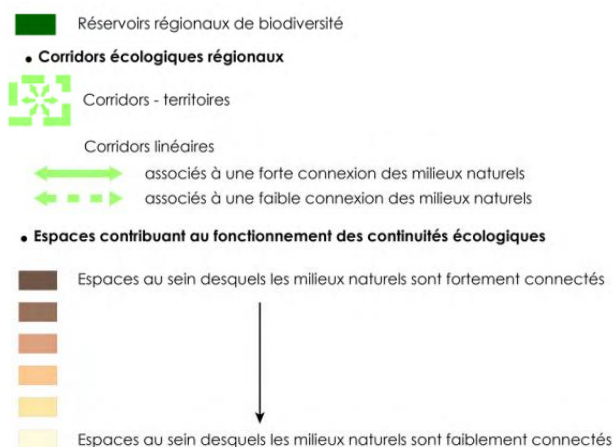 Réservoirs régionaux de biodiversité
• Corridors écologiques régionaux
Corridors - territoires
Corridors linéaires
associés à une forte connexion des milieux naturels
associés à une faible connexion des milieux naturels
• Espaces contribuant au fonctionnement des continuités écologiques
Espaces au sein desquels les milieux naturels sont fortement connectés
Espaces au sein desquels les milieux naturels sont faiblement connectés